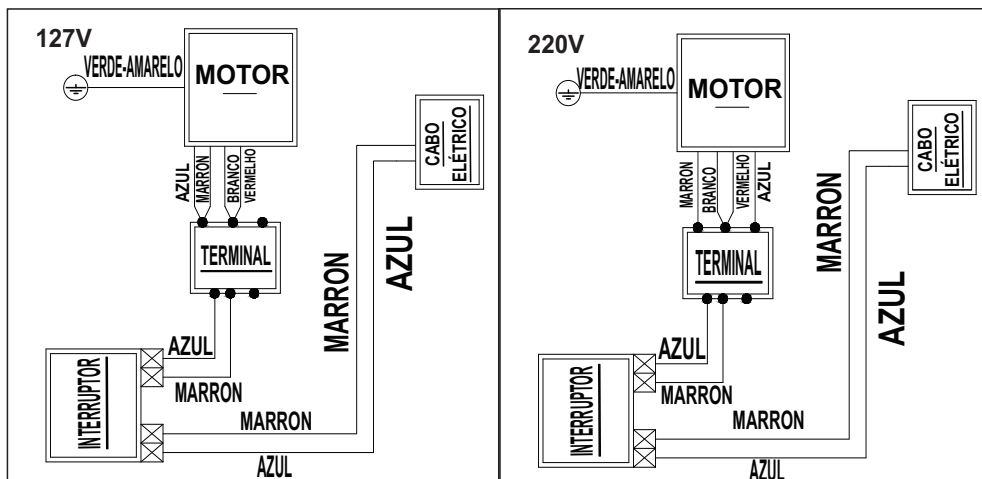 127V
VERDE-AMARELO
MOTOR
CABO
ELÉTRICO
AZUL
MARRON
BRANCO
VERMELHO
TERMINAL
MARRON
AZUL
AZUL
MARRON
INTERRUPTOR
MARRON
AZUL
220V
VERDE-AMARELO
MOTOR
CABO
ELÉTRICO
MARRON
BRANCO
VERMELHO
AZUL
TERMINAL
MARRON
AZUL
AZUL
MARRON
INTERRUPTOR
MARRON
AZUL